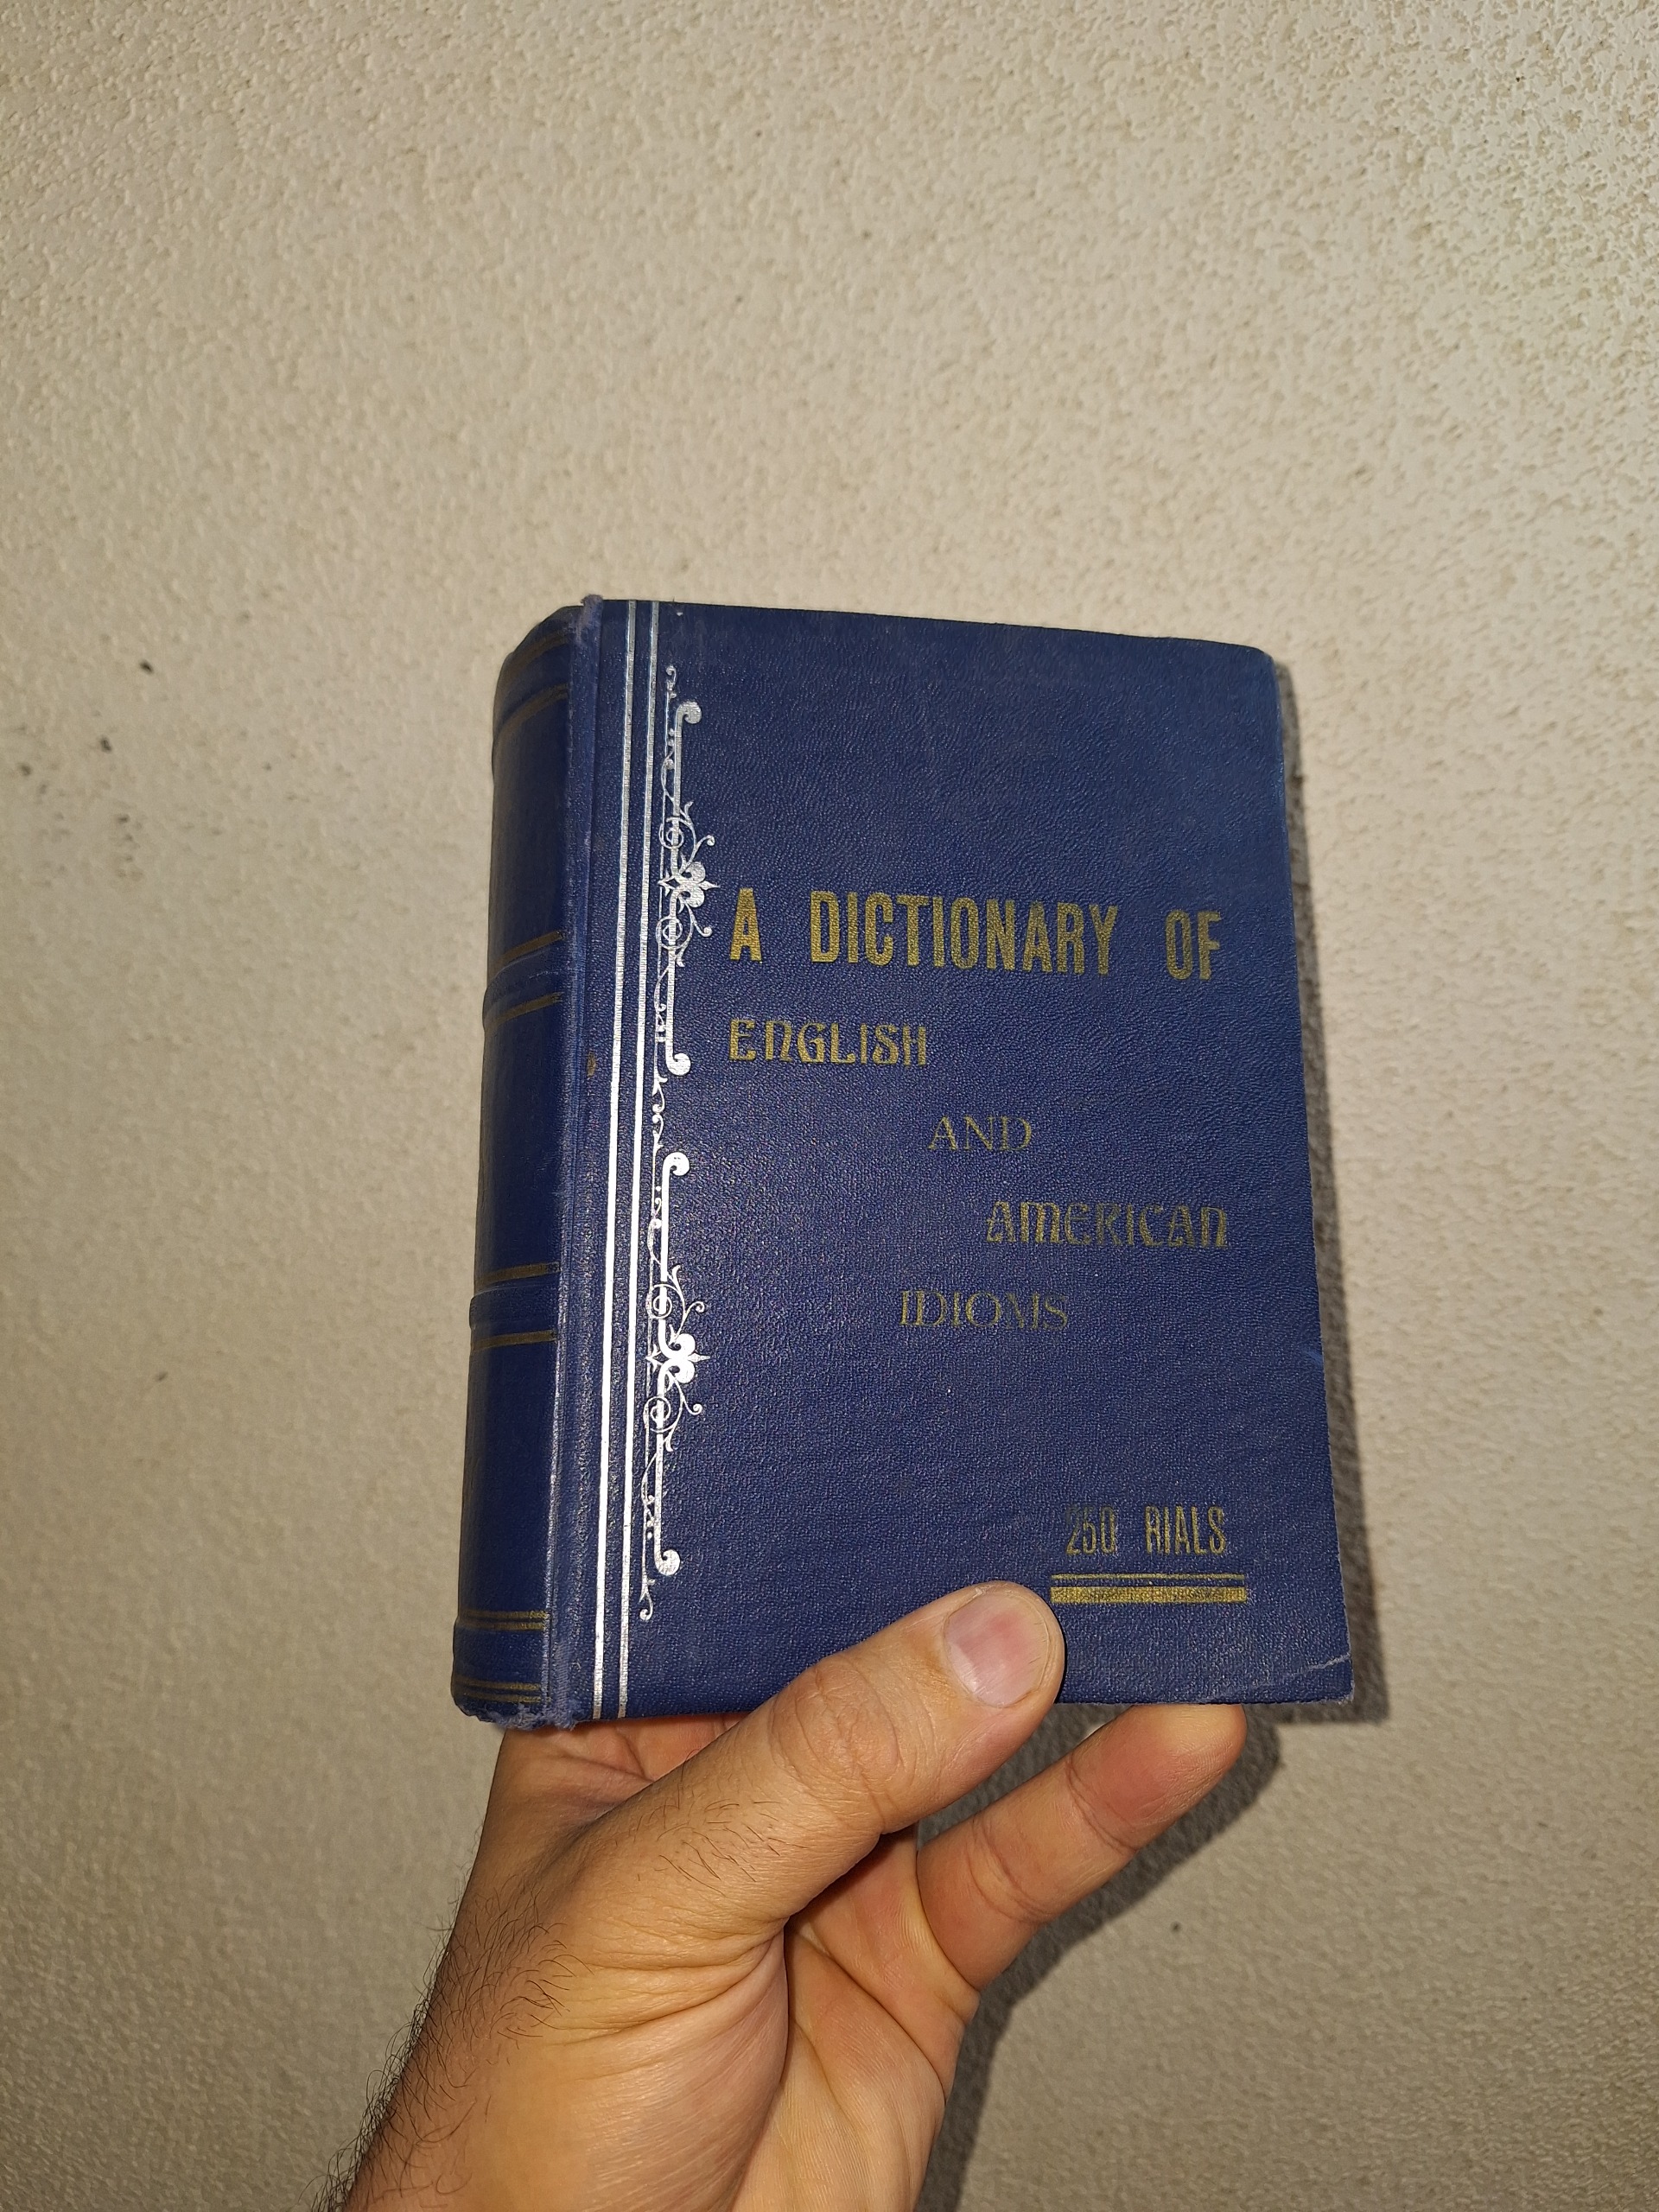 A DICTIONARY OF
ENGLISH
AND
AMERICAN
IDIOMS
250 RIALS